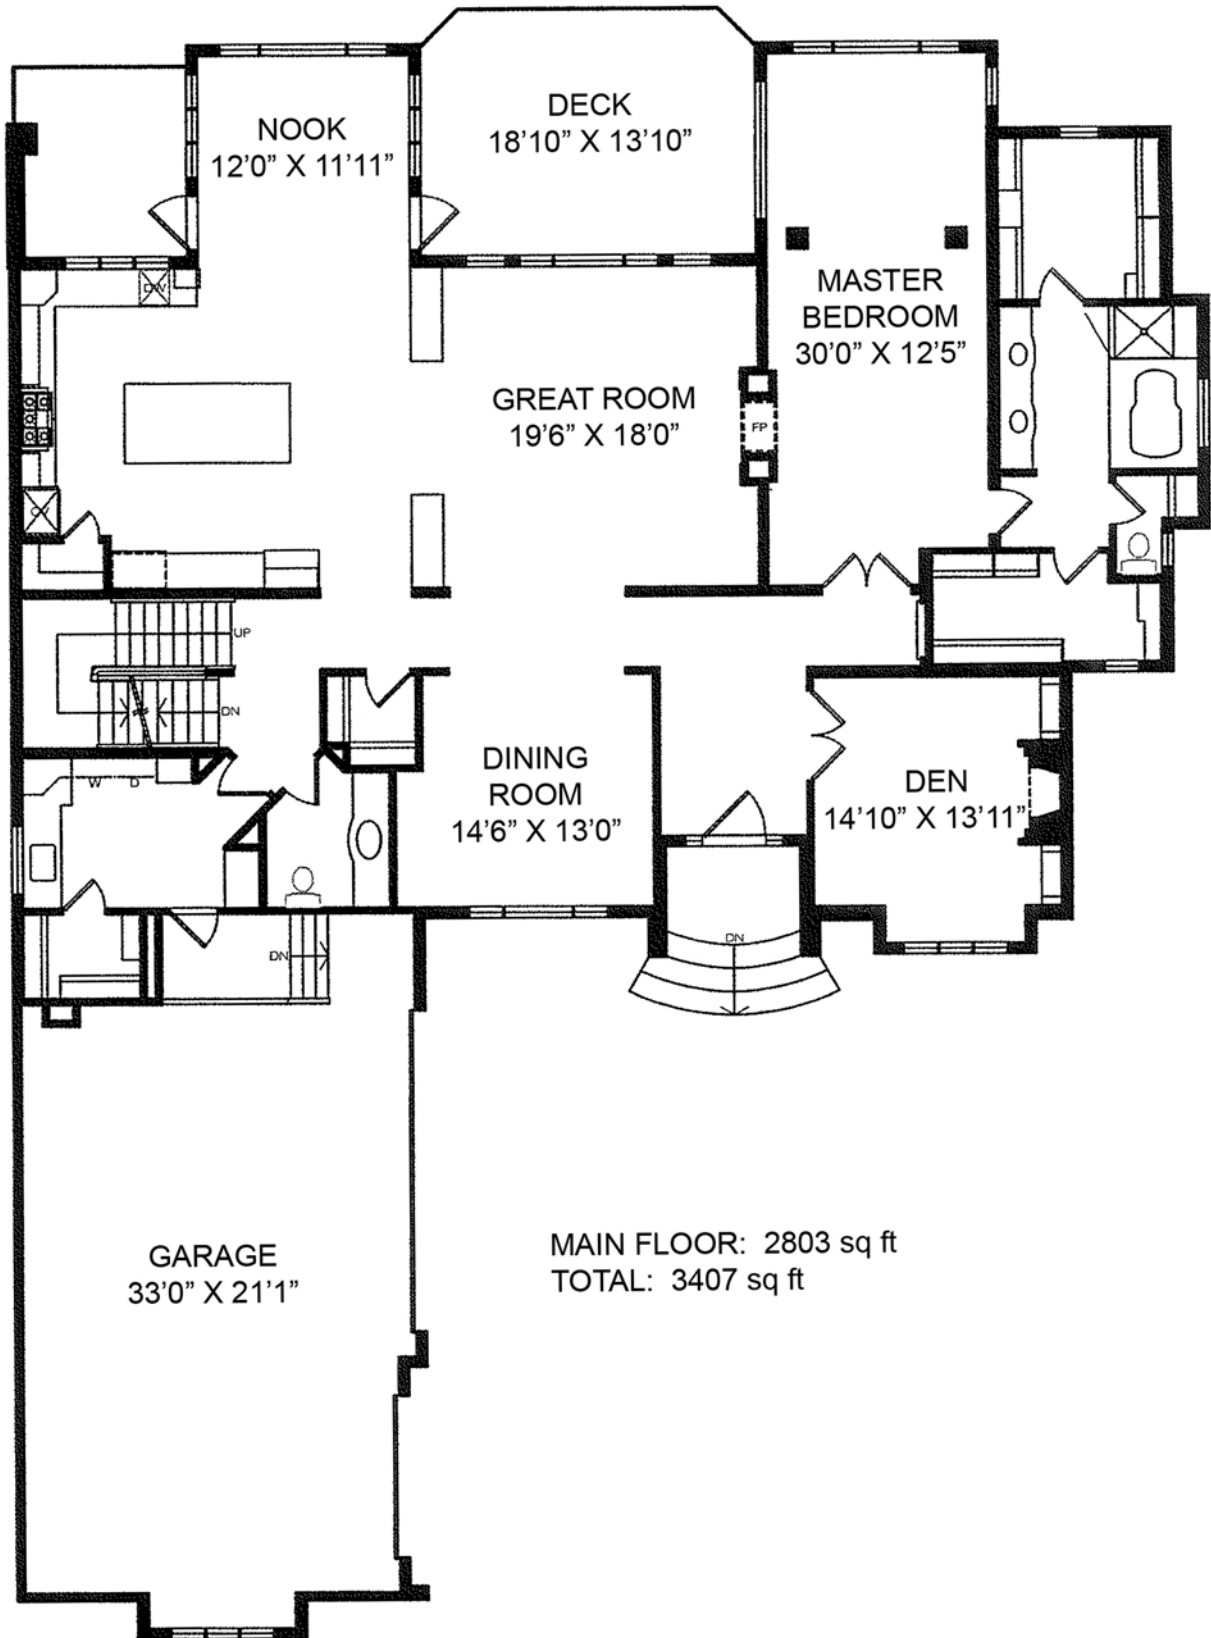 DECK
18'10” X 13'10”
NOOK
12'0” X 11'11”
MASTER
BEDROOM
30'0” X 12'5”
DW
GREAT ROOM
19'6” X 18'0”
FP
UP
DN
DINING
ROOM
14'6” X 13'0”
DEN
14'10” X 13'11”
W D
DN
DN
GARAGE
33'0” X 21'1”
MAIN FLOOR: 2803 sq ft
TOTAL: 3407 sq ft